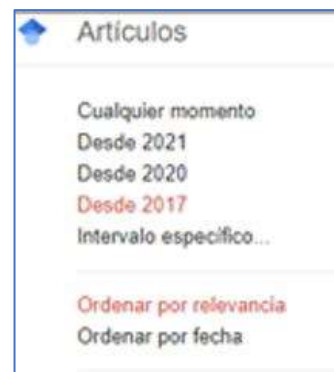 Artículos
Cualquier momento
Desde 2021
Desde 2020
Desde 2017
Intervalo específico...
Ordenar por relevancia
Ordenar por fecha